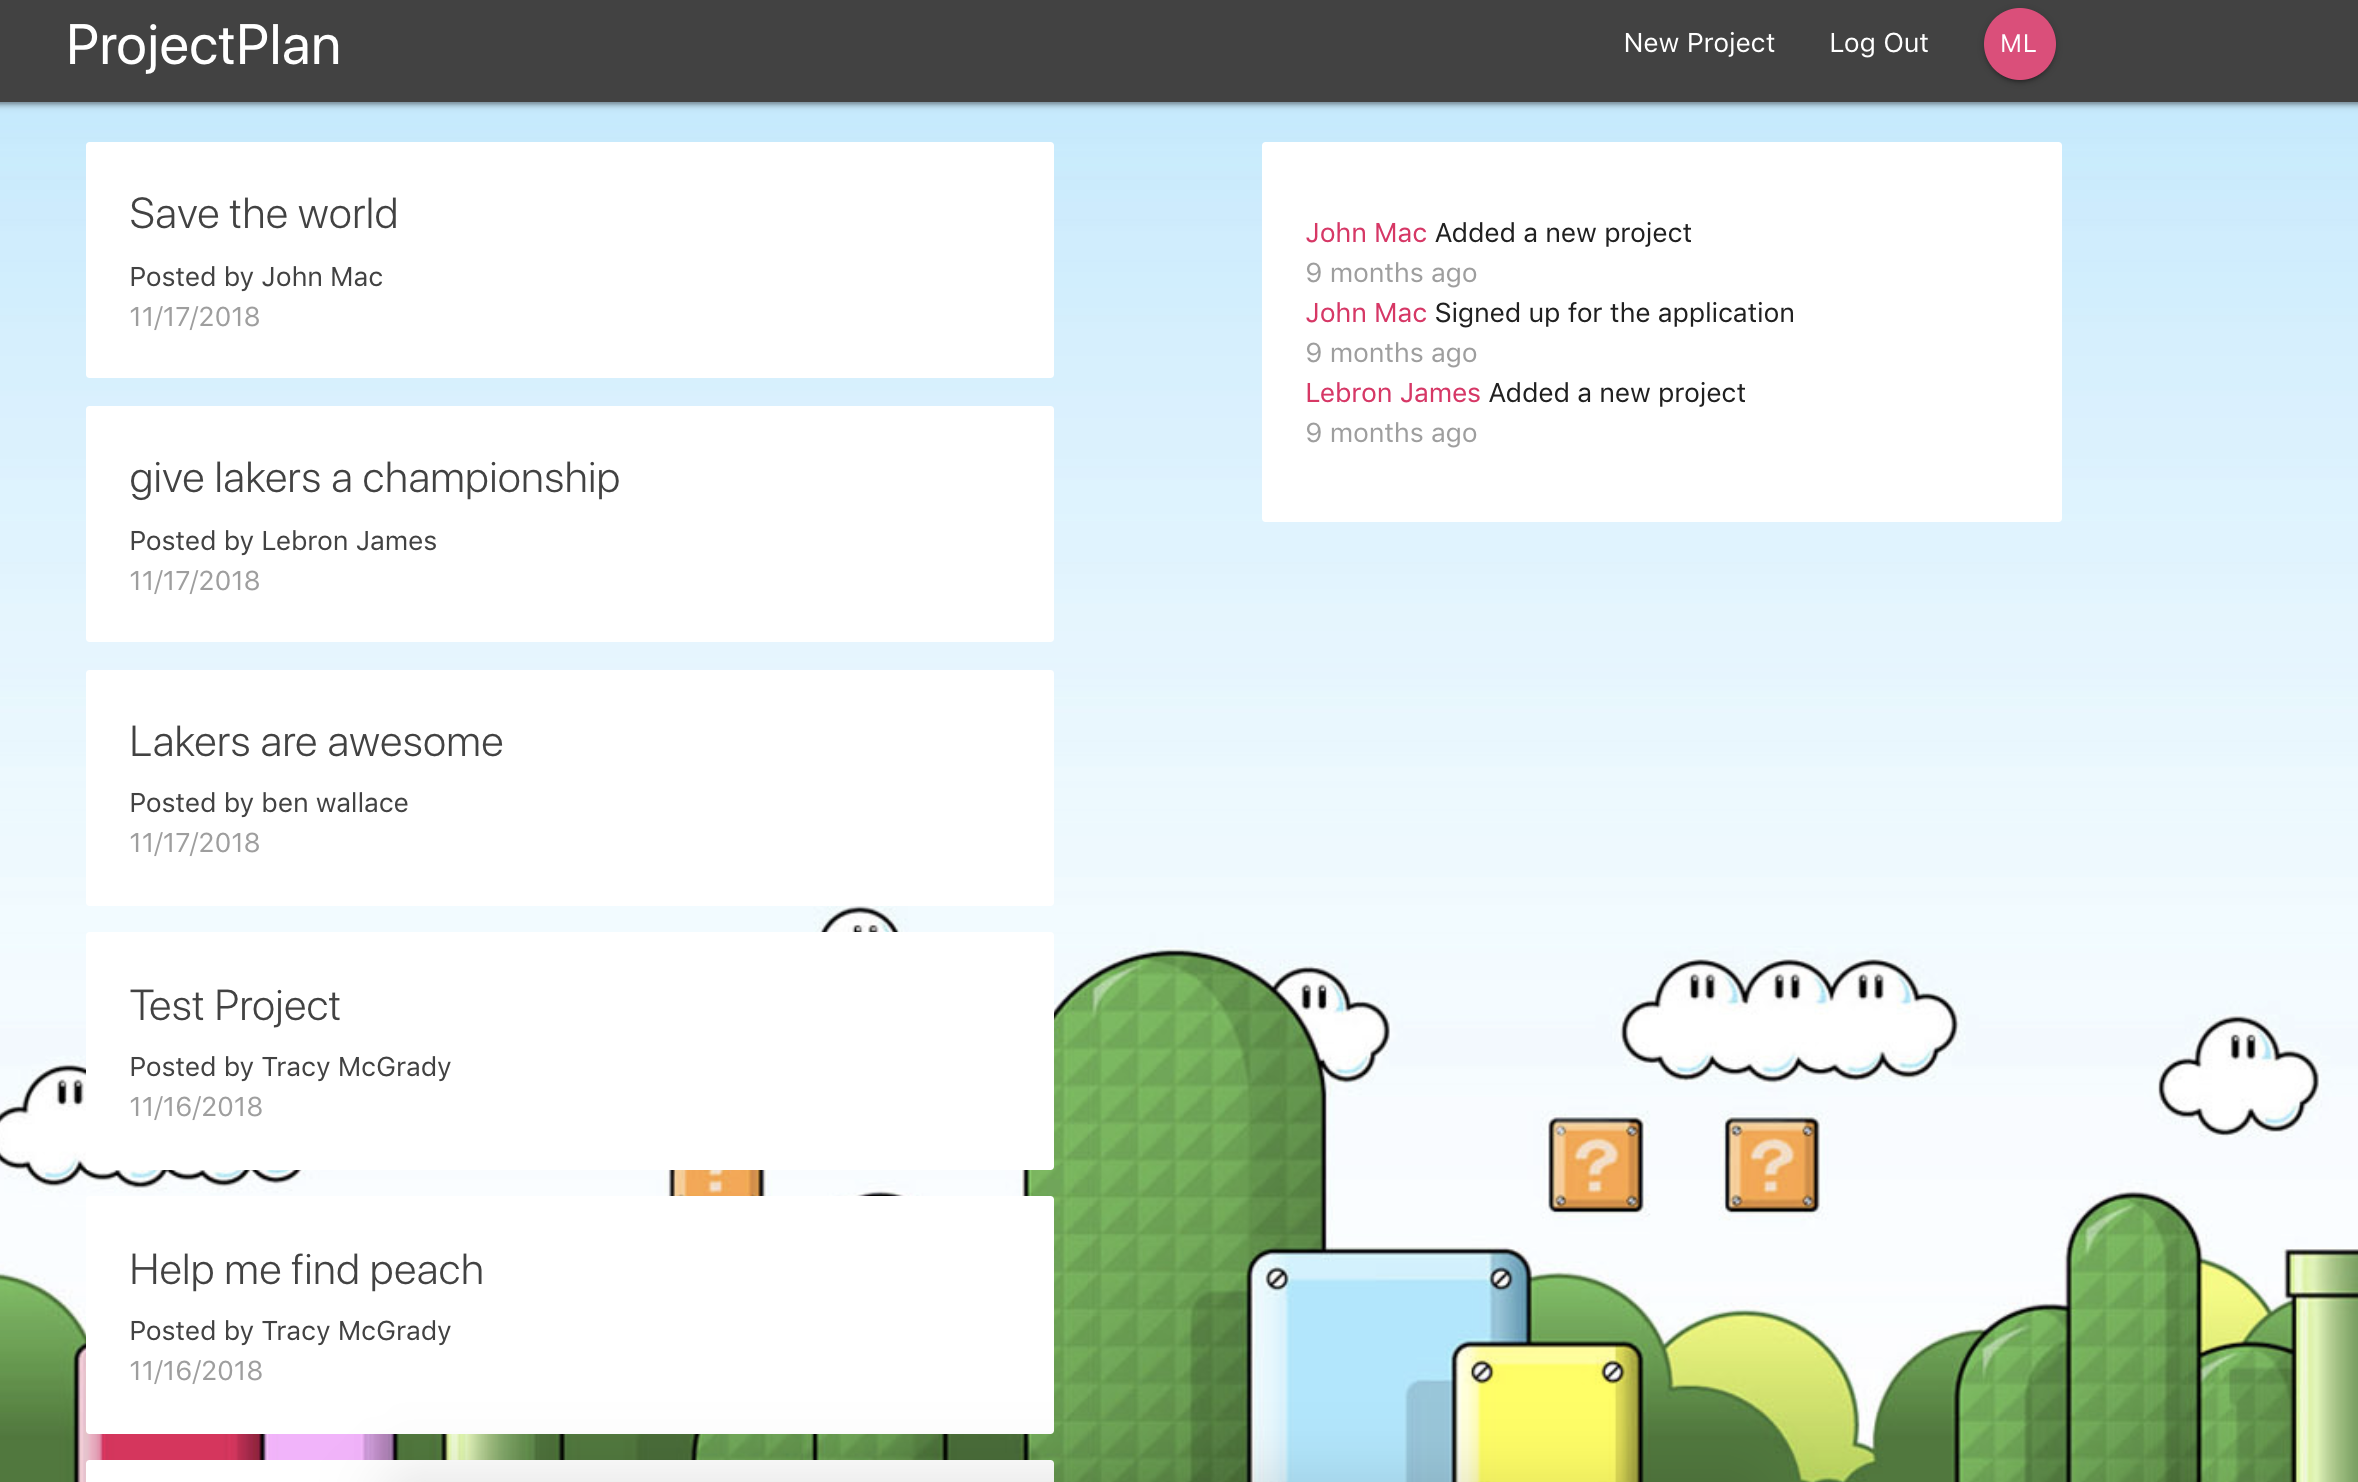 ProjectPlan
New Project
Log Out
ML
Save the world
Posted by John Mac
11/17/2018
give lakers a championship
Posted by Lebron James
11/17/2018
Lakers are awesome
Posted by ben wallace
11/17/2018
Test Project
Posted by Tracy McGrady
11/16/2018
Help me find peach
Posted by Tracy McGrady
11/16/2018
John Mac Added a new project
9 months ago
John Mac Signed up for the application
9 months ago
Lebron James Added a new project
9 months ago
?
?